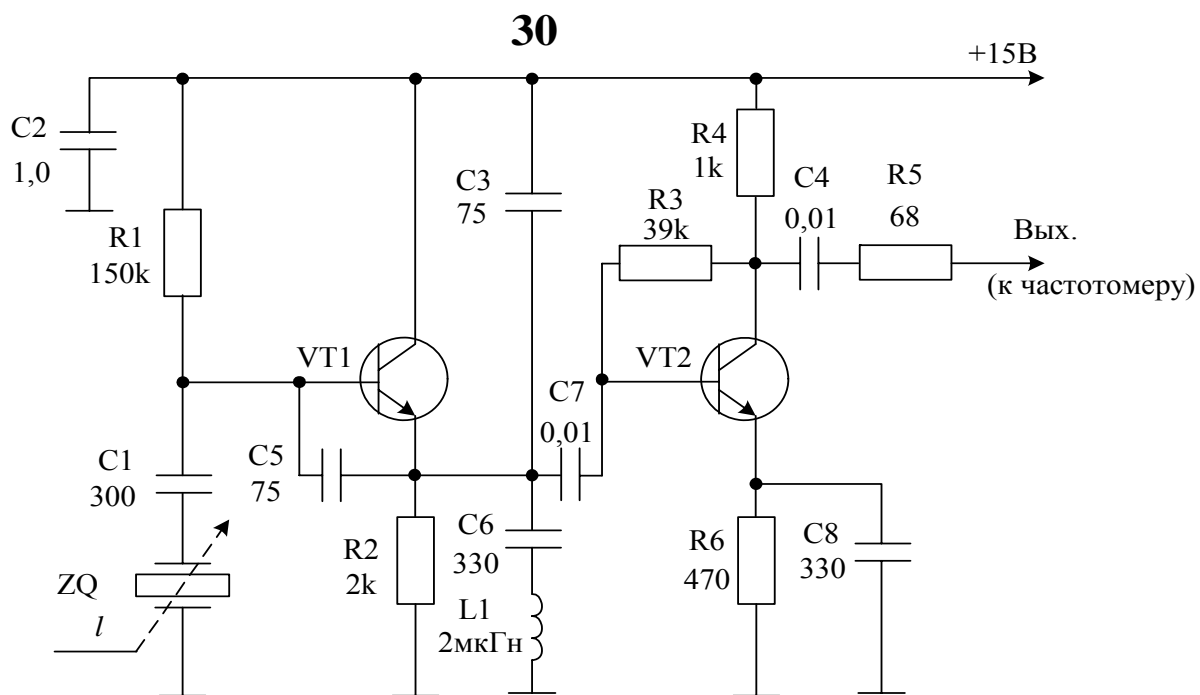 30
+15В
C2
1,0
R1
150k
C3
75
R4
1k
C4
0,01
R5
68
R3
39k
Вых.
(к частотомеру)
VT1
VT2
C7
0,01
C1
300
C5
75
R2
2k
C6
330
R6
470
C8
330
ZQ
l
L1
2мкГн